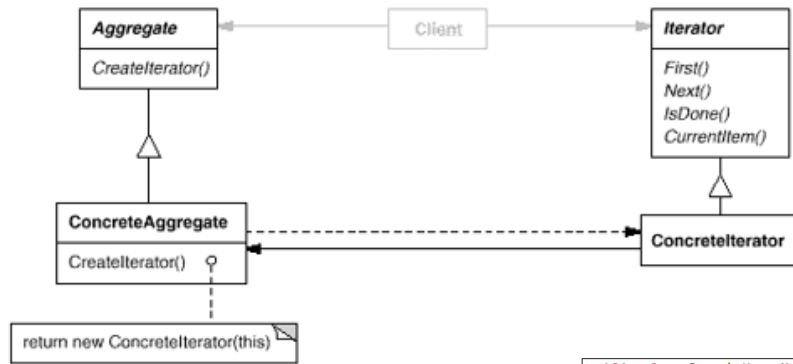 Aggregate
CreateIterator()
Client
Iterator
First()
Next()
IsDone()
CurrentItem()
ConcreteAggregate
CreateIterator()
ConcreteIterator
return new ConcreteIterator(this)